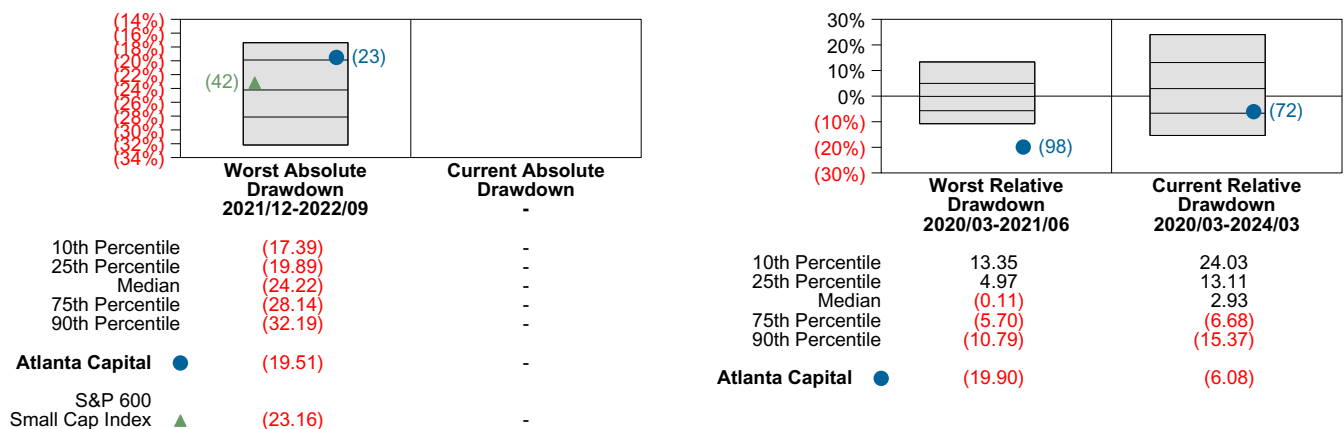 (14%)
(16%)
(18%)
(20%)
(22%)
(24%)
(26%)
(28%)
(30%)
(32%)
(34%)
(23)
(42)
Worst Absolute
Drawdown
2021/12-2022/09
Current Absolute
Drawdown
-
10th Percentile (17.39) -
25th Percentile (19.89) -
Median (24.22) -
75th Percentile (28.14) -
90th Percentile (32.19) -
Atlanta Capital (19.51) -
S&P 600
Small Cap Index (23.16) -
30%
20%
10%
0%
(10%)
(20%)
(30%)
(98)
(72)
Worst Relative
Drawdown
2020/03-2021/06
Current Relative
Drawdown
2020/03-2024/03
10th Percentile 13.35 24.03
25th Percentile 4.97 13.11
Median (0.11) 2.93
75th Percentile (5.70) (6.68)
90th Percentile (10.79) (15.37)
Atlanta Capital (19.90) (6.08)